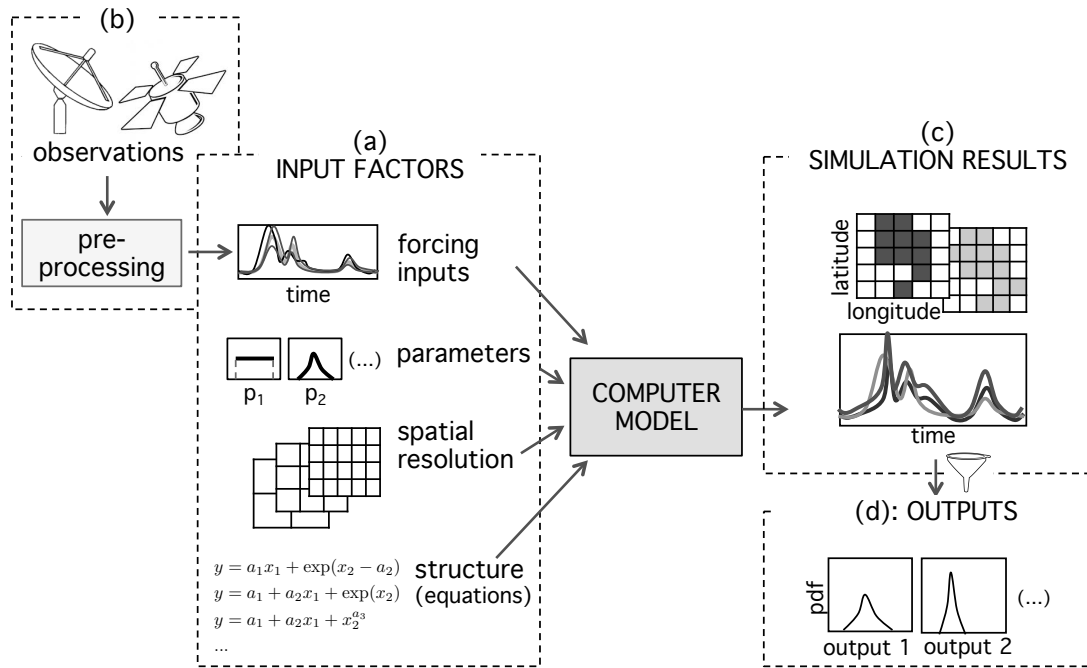 (b)
observations
pre-
processing
(a)
INPUT FACTORS
time
forcing
inputs
p1
p2
(...)
parameters
spatial
resolution
y = a1x1 + exp(x2 − a2)
y = a1 + a2x1 + exp(x2)
y = a1 + a2x1 + x2^a3
...
structure
(equations)
COMPUTER
MODEL
(c)
SIMULATION RESULTS
latitude
longitude
time
(d): OUTPUTS
pdf
output 1
output 2
(...)